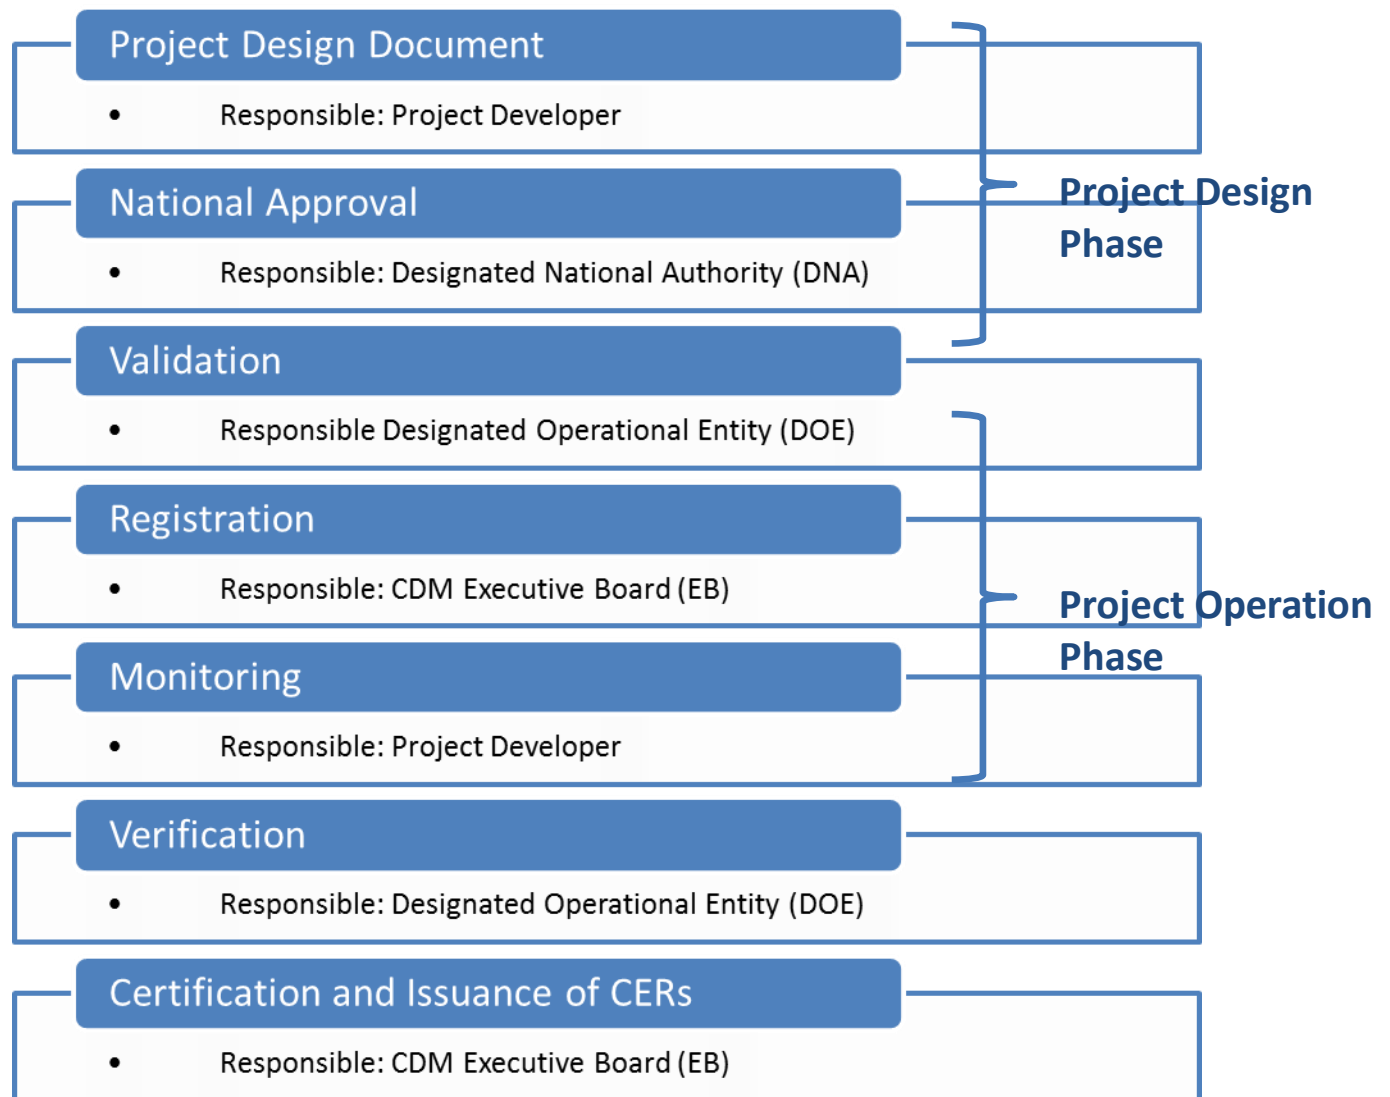 Project Design Document
• Responsible: Project Developer
National Approval
• Responsible: Designated National Authority (DNA)
Project Design
Phase
Validation
• Responsible Designated Operational Entity (DOE)
Registration
• Responsible: CDM Executive Board (EB)
Project Operation
Phase
Monitoring
• Responsible: Project Developer
Verification
• Responsible: Designated Operational Entity (DOE)
Certification and Issuance of CERs
• Responsible: CDM Executive Board (EB)